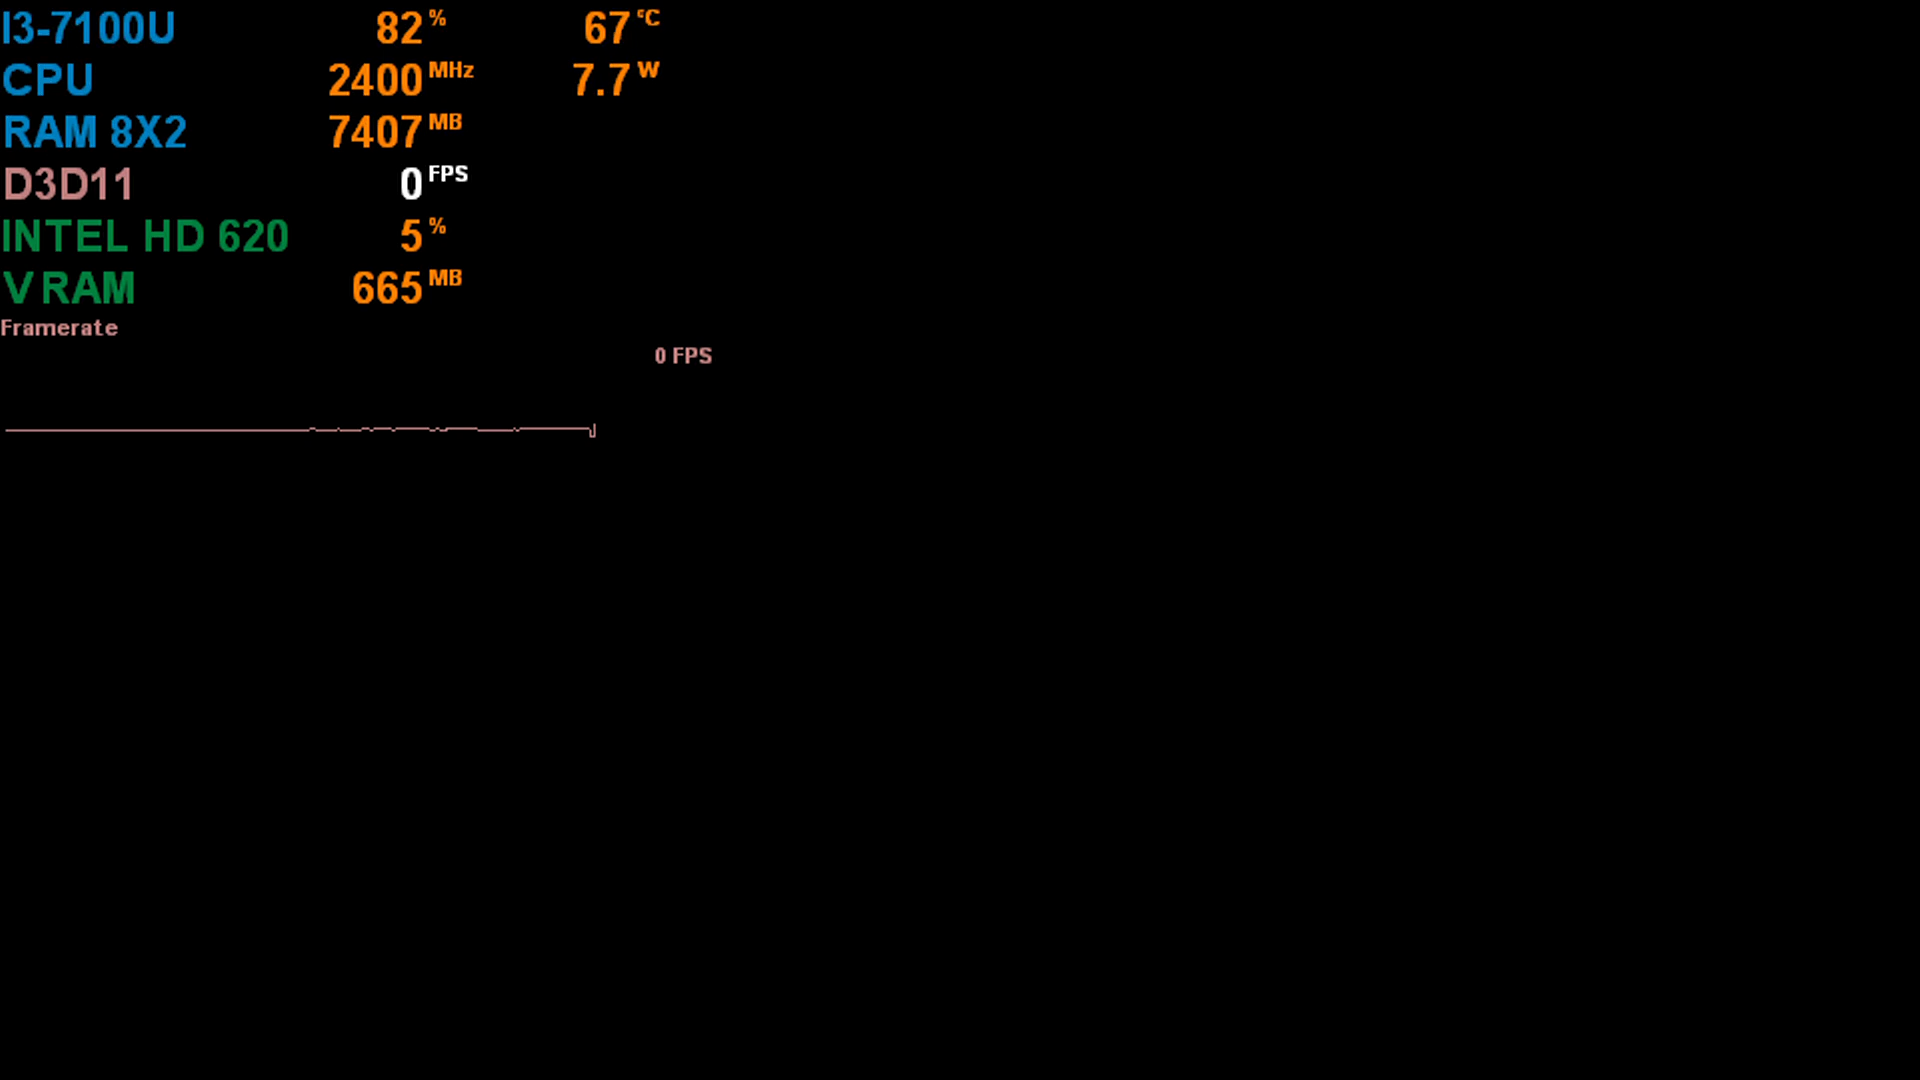 I3-7100U 82 % 67 °C
CPU 2400 MHz 7.7 W
RAM 8X2 7407 MB
D3D11 0 FPS
INTEL HD 620 5 %
V RAM 665 MB
Framerate
0 FPS